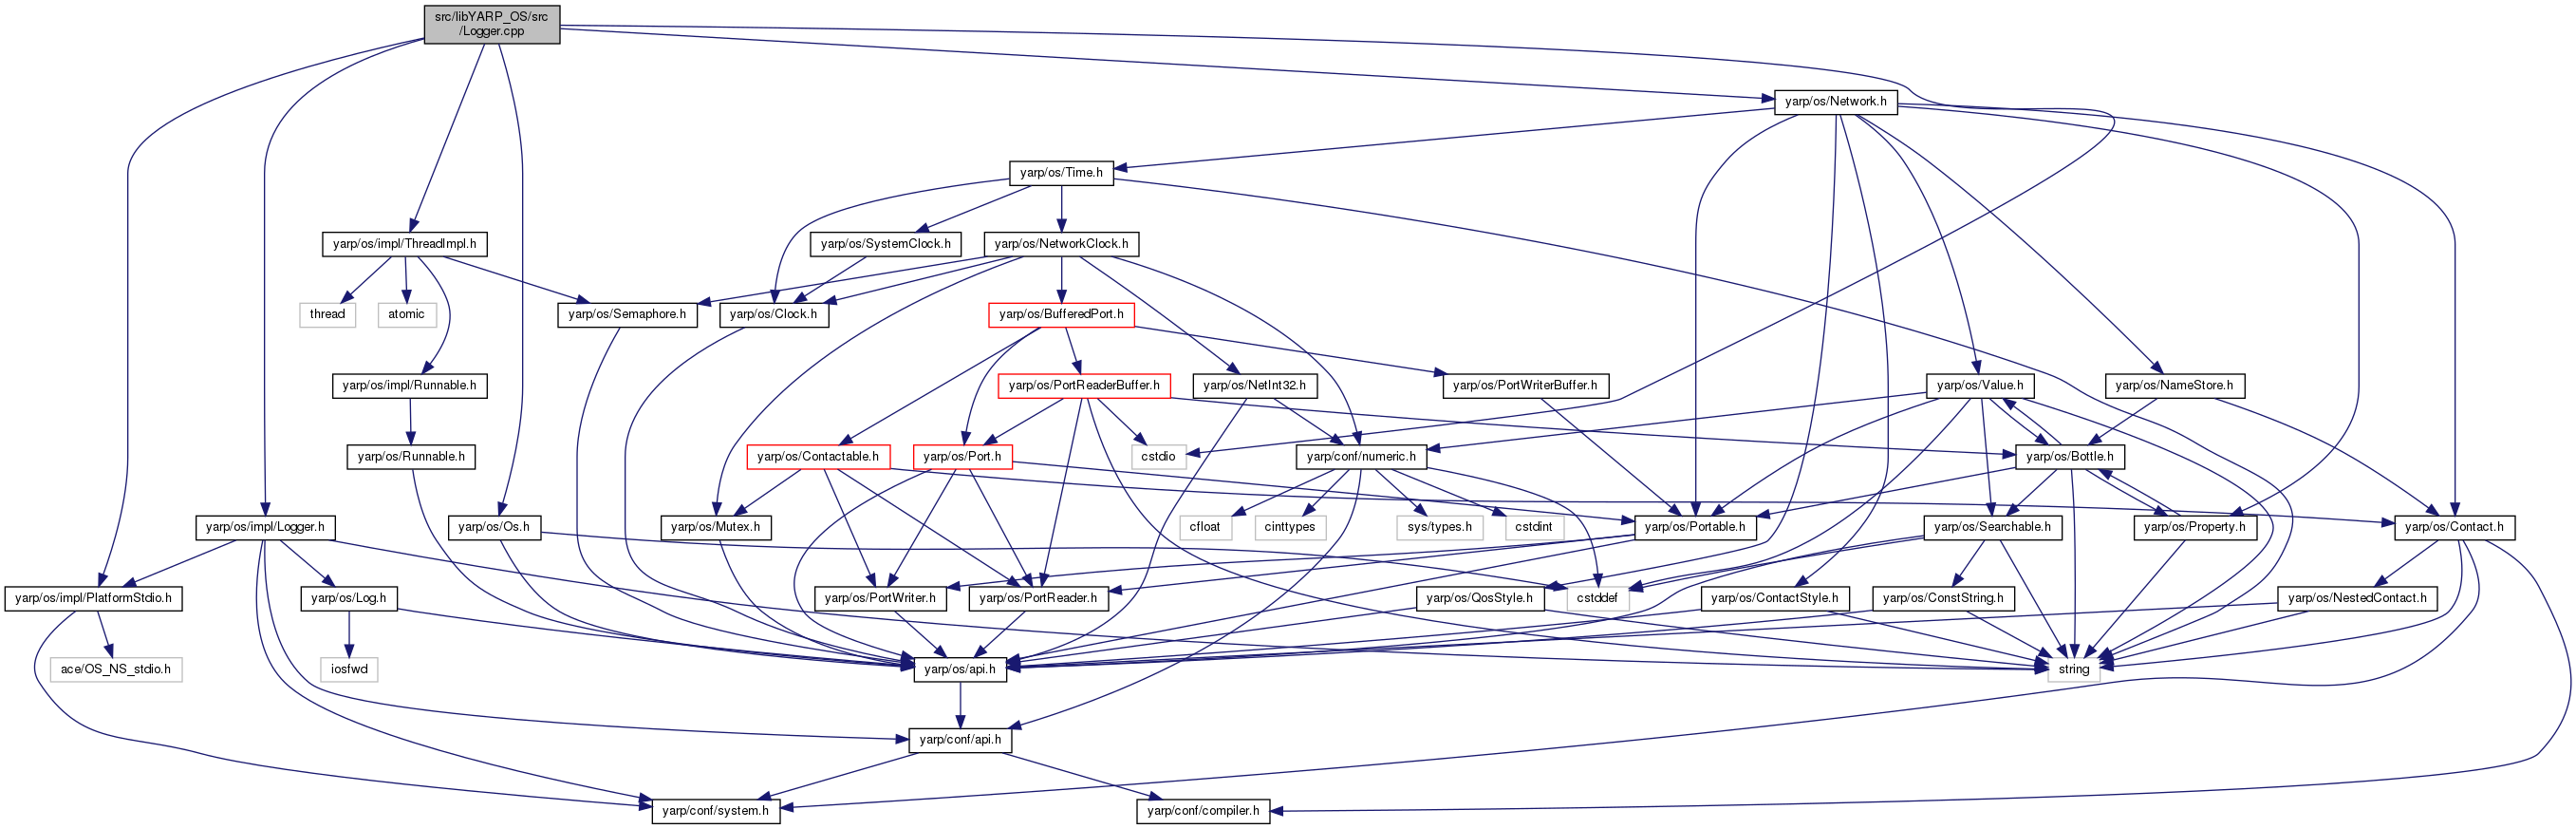 src/libYARP_OS/src
/Logger.cpp
yarp/os/Network.h
yarp/os/Time.h
yarp/os/impl/ThreadImpl.h
yarp/os/SystemClock.h
yarp/os/NetworkClock.h
thread
atomic
yarp/os/Semaphore.h
yarp/os/Clock.h
yarp/os/BufferedPort.h
yarp/os/impl/Runnable.h
yarp/os/PortReaderBuffer.h
yarp/os/NetInt32.h
yarp/os/PortWriterBuffer.h
yarp/os/Value.h
yarp/os/NameStore.h
yarp/os/Runnable.h
yarp/os/Contactable.h
yarp/os/Port.h
cstdio
yarp/conf/numeric.h
yarp/os/Bottle.h
yarp/os/impl/Logger.h
yarp/os/Os.h
yarp/os/Mutex.h
cfloat
cinttypes
sys/types.h
cstdint
yarp/os/Portable.h
yarp/os/Searchable.h
yarp/os/Property.h
yarp/os/Contact.h
yarp/os/impl/PlatformStdio.h
yarp/os/Log.h
yarp/os/PortWriter.h
yarp/os/PortReader.h
cstddef
yarp/os/QosStyle.h
yarp/os/ContactStyle.h
yarp/os/ConstString.h
yarp/os/NestedContact.h
ace/OS_NS_stdio.h
iosfwd
yarp/os/api.h
string
yarp/conf/api.h
yarp/conf/system.h
yarp/conf/compiler.h